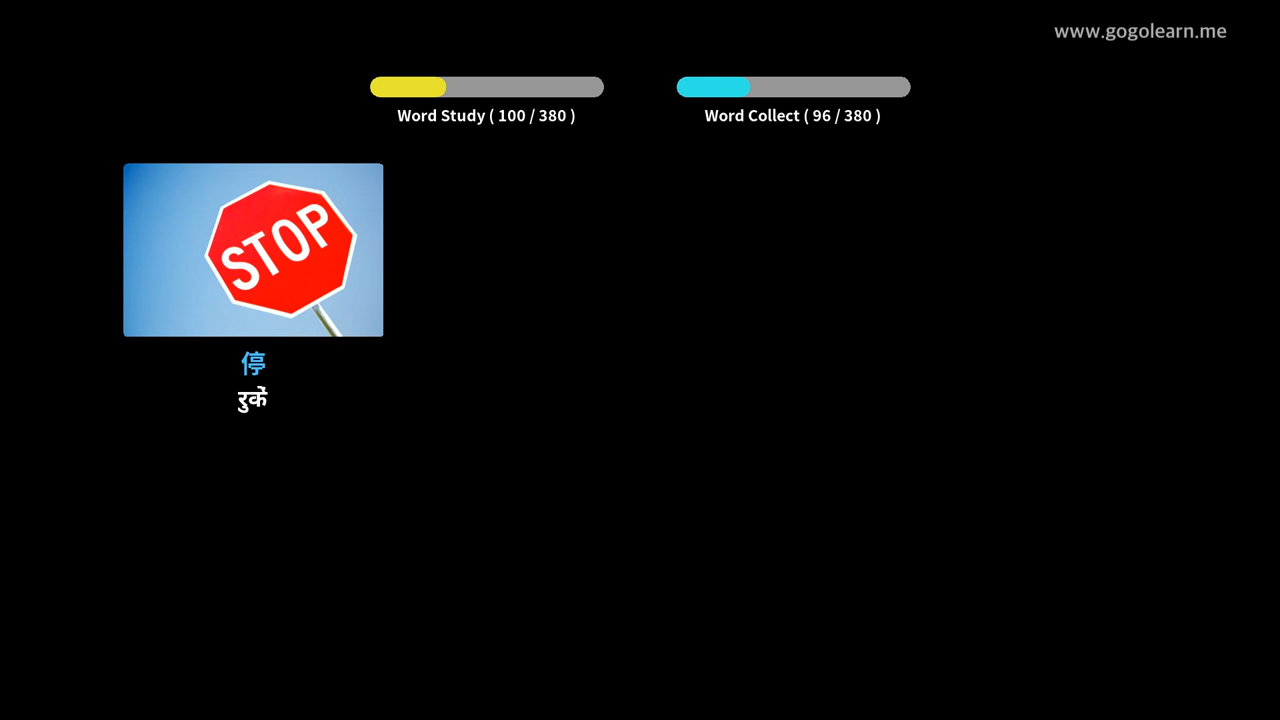 www.gogolearn.me
Word Study ( 100 / 380 )
Word Collect ( 96 / 380 )
STOP
停
रुकें